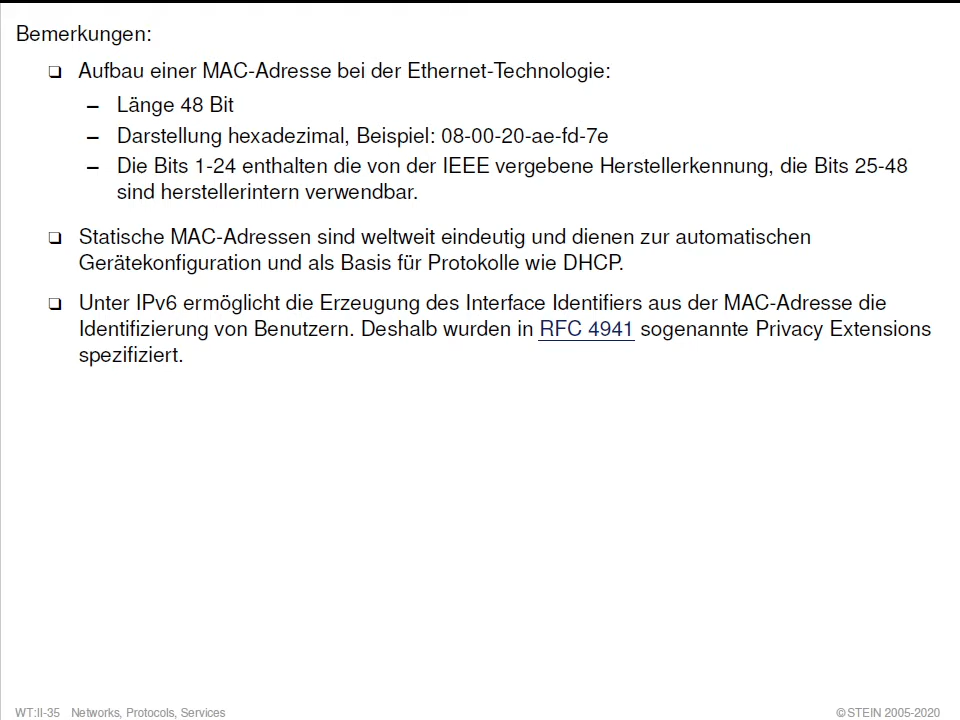 Bemerkungen:
❑ Aufbau einer MAC-Adresse bei der Ethernet-Technologie:
– Länge 48 Bit
– Darstellung hexadezimal, Beispiel: 08-00-20-ae-fd-7e
– Die Bits 1-24 enthalten die von der IEEE vergebene Herstellerkennung, die Bits 25-48
sind herstellerintern verwendbar.
❑ Statische MAC-Adressen sind weltweit eindeutig und dienen zur automatischen
Gerätekonfiguration und als Basis für Protokolle wie DHCP.
❑ Unter IPv6 ermöglicht die Erzeugung des Interface Identifiers aus der MAC-Adresse die
Identifizierung von Benutzern. Deshalb wurden in RFC 4941 sogenannte Privacy Extensions
spezifiziert.
WT:II-35 Networks, Protocols, Services
© STEIN 2005-2020